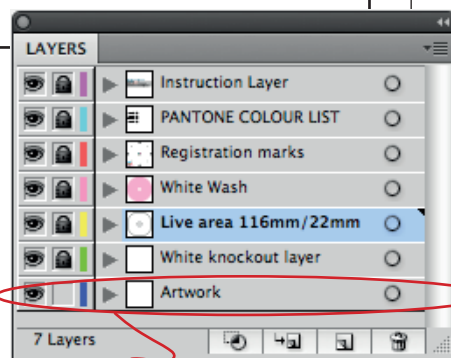 LAYERS
Instruction Layer
PANTONE COLOUR LIST
Registration marks
White Wash
Live area 116mm/22mm
White knockout layer
Artwork
7 Layers